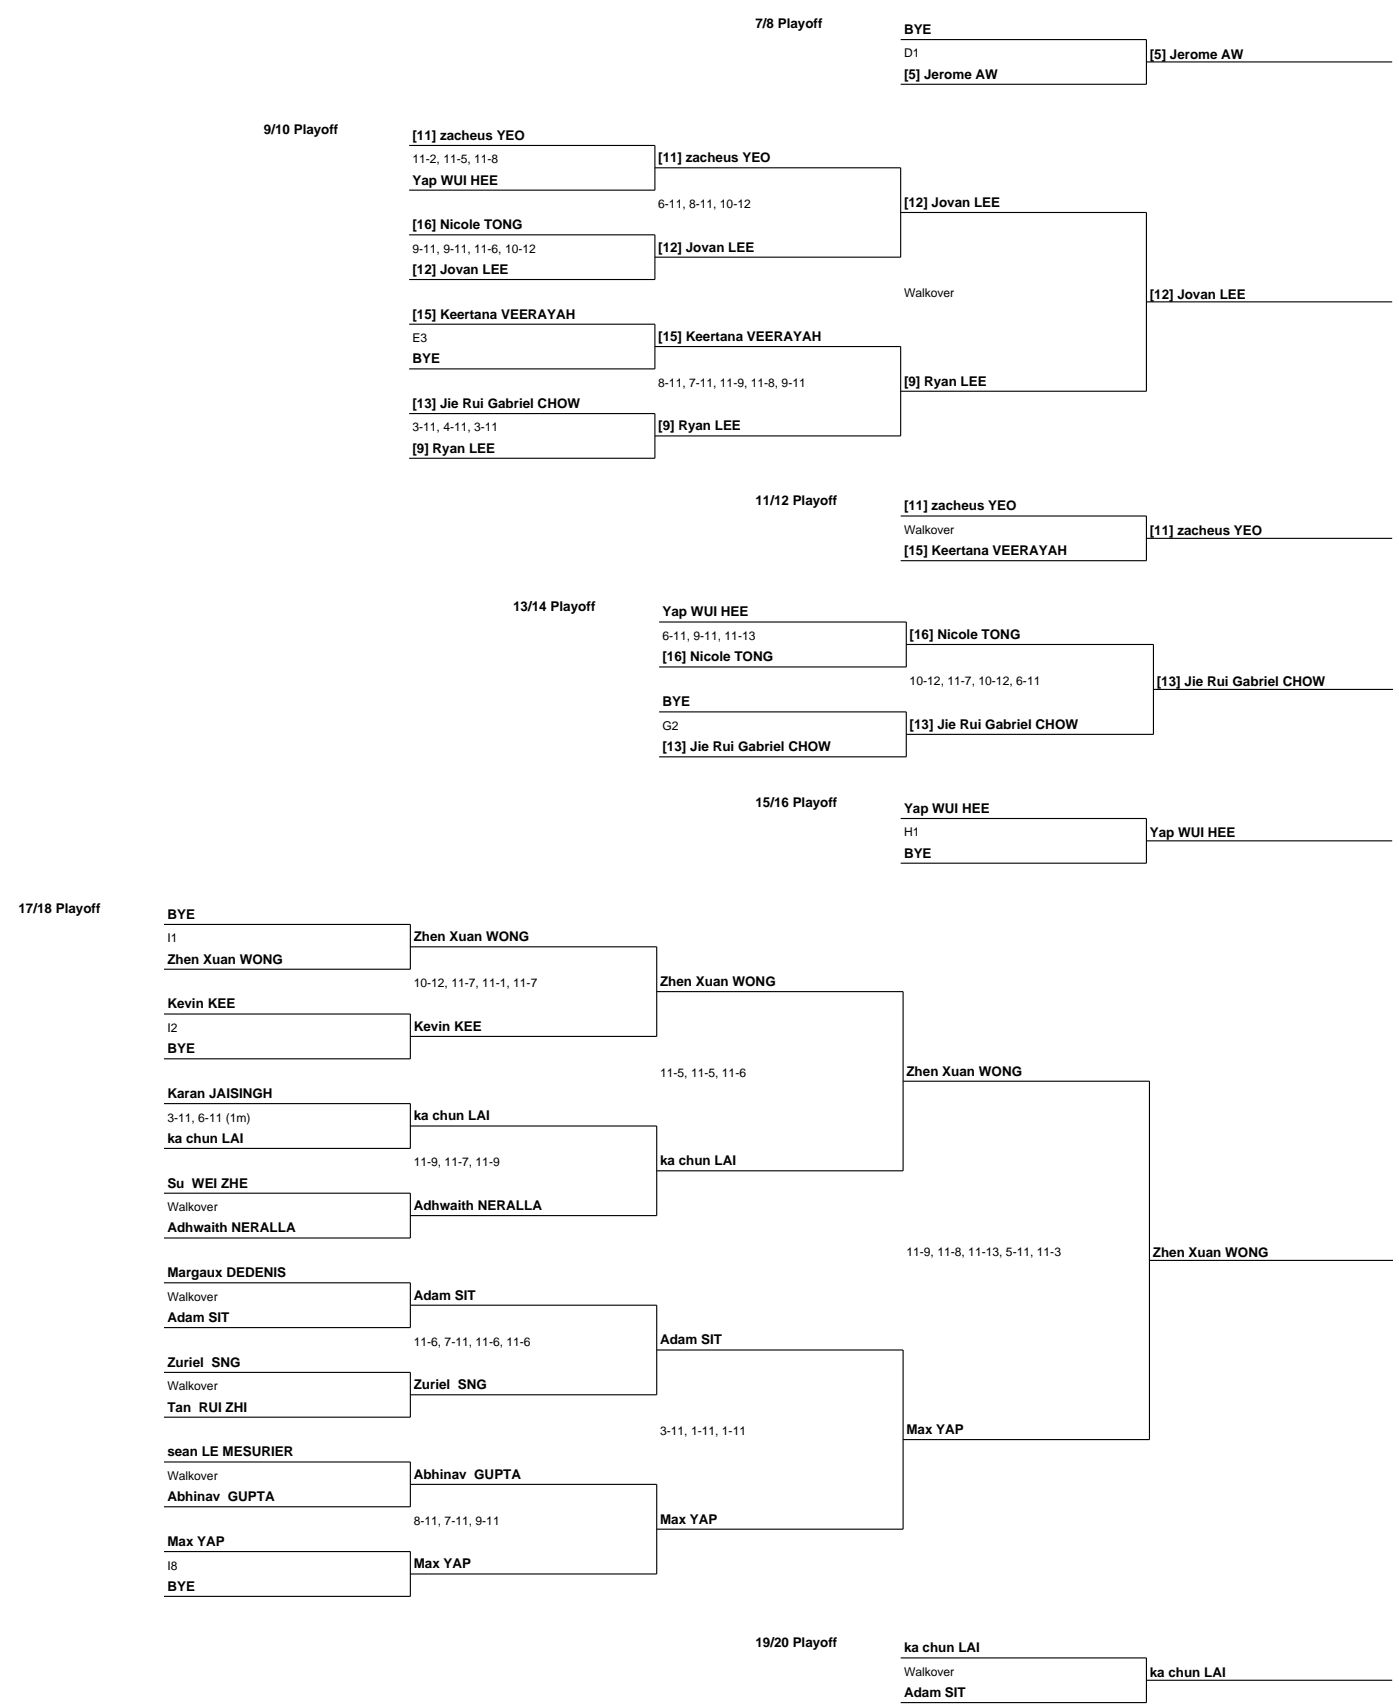 7/8 Playoff
BYE
D1
[5] Jerome AW
[5] Jerome AW
9/10 Playoff
[11] zacheus YEO
11-2, 11-5, 11-8
[11] zacheus YEO
Yap WUI HEE
6-11, 8-11, 10-12
[12] Jovan LEE
[16] Nicole TONG
9-11, 9-11, 11-6, 10-12
[12] Jovan LEE
[12] Jovan LEE
Walkover
[12] Jovan LEE
[15] Keertana VEERAYAH
E3
[15] Keertana VEERAYAH
BYE
8-11, 7-11, 11-9, 11-8, 9-11
[9] Ryan LEE
[13] Jie Rui Gabriel CHOW
3-11, 4-11, 3-11
[9] Ryan LEE
[9] Ryan LEE
11/12 Playoff
[11] zacheus YEO
Walkover
[11] zacheus YEO
[15] Keertana VEERAYAH
13/14 Playoff
Yap WUI HEE
6-11, 9-11, 11-13
[16] Nicole TONG
[16] Nicole TONG
10-12, 11-7, 10-12, 6-11
[13] Jie Rui Gabriel CHOW
BYE
G2
[13] Jie Rui Gabriel CHOW
[13] Jie Rui Gabriel CHOW
15/16 Playoff
Yap WUI HEE
H1
Yap WUI HEE
BYE
17/18 Playoff
BYE
I1
Zhen Xuan WONG
Zhen Xuan WONG
10-12, 11-7, 11-1, 11-7
Zhen Xuan WONG
Kevin KEE
I2
Kevin KEE
BYE
11-5, 11-5, 11-6
Zhen Xuan WONG
Karan JAISINGH
3-11, 6-11 (1m)
ka chun LAI
ka chun LAI
11-9, 11-7, 11-9
ka chun LAI
Su WEI ZHE
Walkover
Adhwaith NERALLA
Adhwaith NERALLA
11-9, 11-8, 11-13, 5-11, 11-3
Zhen Xuan WONG
Margaux DEDENIS
Walkover
Adam SIT
Adam SIT
11-6, 7-11, 11-6, 11-6
Adam SIT
Zuriel SNG
Walkover
Zuriel SNG
Tan RUI ZHI
3-11, 1-11, 1-11
Max YAP
sean LE MESURIER
Walkover
Abhinav GUPTA
Abhinav GUPTA
8-11, 7-11, 9-11
Max YAP
Max YAP
I8
Max YAP
BYE
19/20 Playoff
ka chun LAI
Walkover
ka chun LAI
Adam SIT